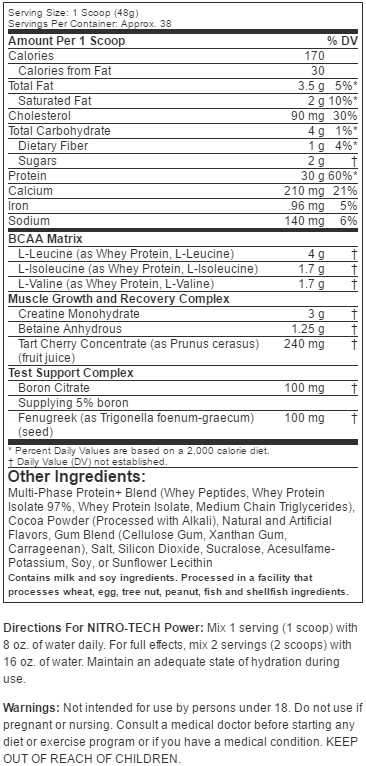 Serving Size: 1 Scoop (48g)
Servings Per Container: Approx. 38
Amount Per 1 Scoop % DV
Calories 170
Calories from Fat 30
Total Fat 3.5 g 5%*
Saturated Fat 2 g 10%*
Cholesterol 90 mg 30%
Total Carbohydrate 4 g 1%*
Dietary Fiber 1 g 4%*
Sugars 2 g †
Protein 30 g 60%*
Calcium 210 mg 21%
Iron .96 mg 5%
Sodium 140 mg 6%
BCAA Matrix
L-Leucine (as Whey Protein, L-Leucine) 4 g †
L-Isoleucine (as Whey Protein, L-Isoleucine) 1.7 g †
L-Valine (as Whey Protein, L-Valine) 1.7 g †
Muscle Growth and Recovery Complex
Creatine Monohydrate 3 g †
Betaine Anhydrous 1.25 g †
Tart Cherry Concentrate (as Prunus cerasus) 240 mg †
(fruit juice)
Test Support Complex
Boron Citrate 100 mg †
Supplying 5% boron
Fenugreek (as Trigonella foenum-graecum) 100 mg †
(seed)
* Percent Daily Values are based on a 2,000 calorie diet.
† Daily Value (DV) not established.
Other Ingredients:
Multi-Phase Protein+ Blend (Whey Peptides, Whey Protein
Isolate 97%, Whey Protein Isolate, Medium Chain Triglycerides),
Cocoa Powder (Processed with Alkali), Natural and Artificial
Flavors, Gum Blend (Cellulose Gum, Xanthan Gum,
Carrageenan), Salt, Silicon Dioxide, Sucralose, Acesulfame-
Potassium, Soy, or Sunflower Lecithin
Contains milk and soy ingredients. Processed in a facility that
processes wheat, egg, tree nut, peanut, fish and shellfish ingredients.
Directions For NITRO-TECH Power: Mix 1 serving (1 scoop) with
8 oz. of water daily. For full effects, mix 2 servings (2 scoops) with
16 oz. of water. Maintain an adequate state of hydration during
use.
Warnings: Not intended for use by persons under 18. Do not use if
pregnant or nursing. Consult a medical doctor before starting any
diet or exercise program or if you have a medical condition. KEEP
OUT OF REACH OF CHILDREN.